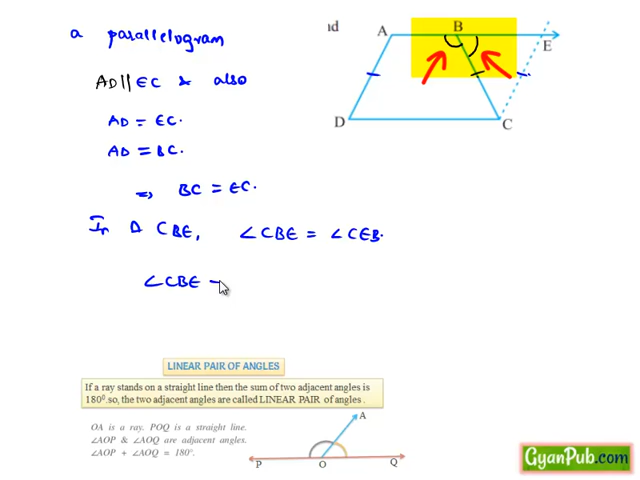 a parallelogram
AD || EC & also
AD = EC.
AD = BC.
⇒ BC = EC.
In Δ CBE, ∠CBE = ∠CEB.
∠CBE -
nd
A B E
D C
LINEAR PAIR OF ANGLES
If a ray stands on a straight line then the sum of two adjacent angles is
180⁰.so, the two adjacent angles are called LINEAR PAIR of angles .
OA is a ray. POQ is a straight line.
∠AOP & ∠AOQ are adjacent angles.
∠AOP + ∠AOQ = 180°.
A
P O Q
GyanPub.com